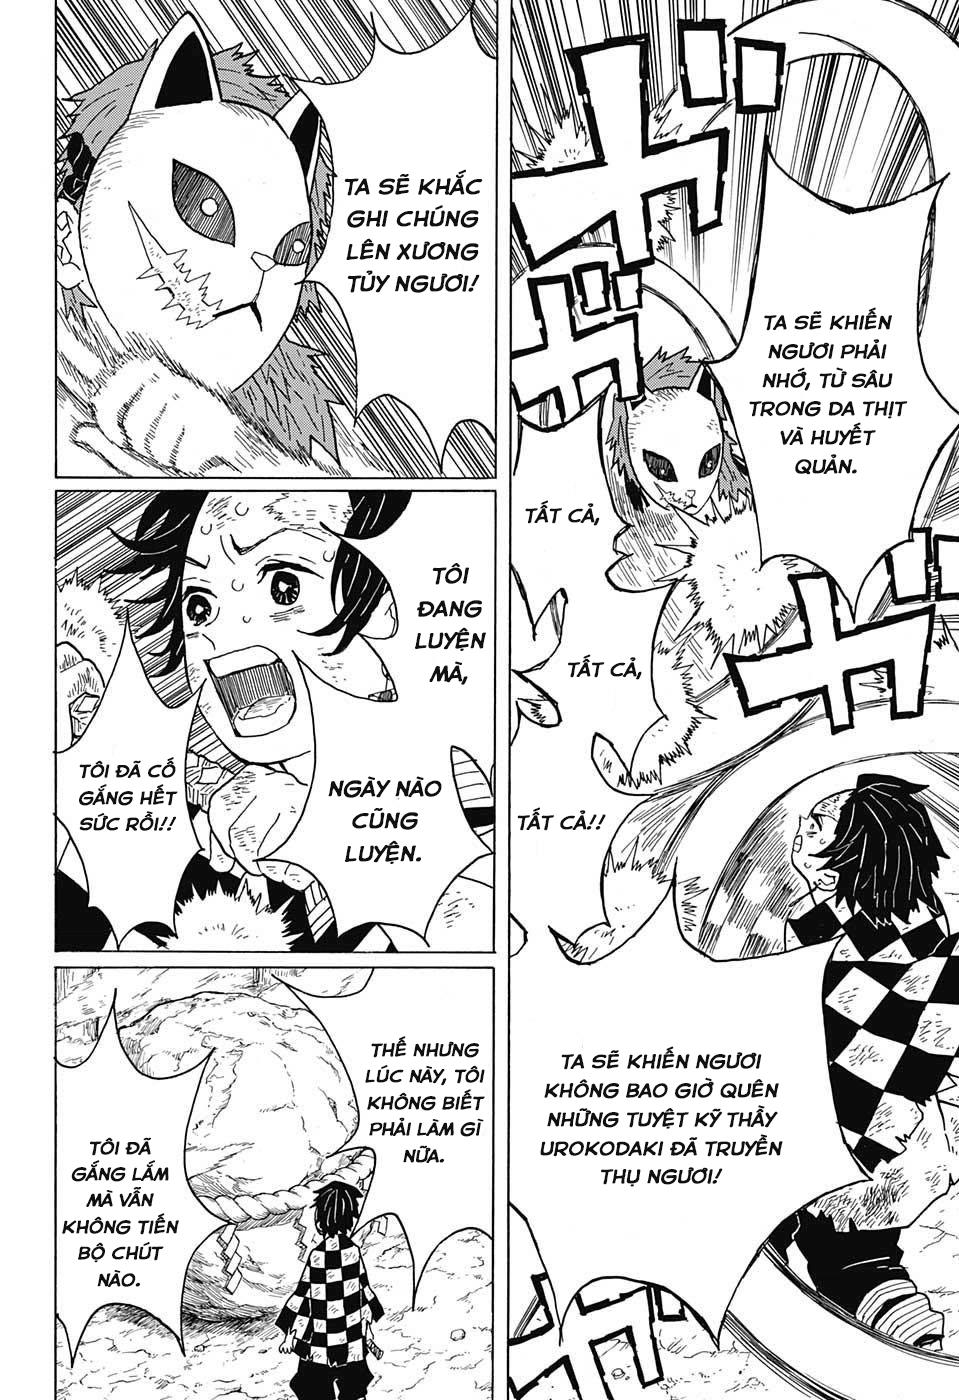 TA SẼ KHIẾN
NGƯƠI PHẢI
NHỚ, TỪ SÂU
TRONG DA THỊT
VÀ HUYẾT
QUẢN.
TẤT CẢ,
TẤT CẢ,
TẤT CẢ!!
TA SẼ KHIẾN NGƯƠI
KHÔNG BAO GIỜ QUÊN
NHỮNG TUYỆT KỸ THẦY
UROKODAKI ĐÃ TRUYỀN
THỤ NGƯƠI!
TA SẼ KHẮC
GHI CHÚNG
LÊN XƯƠNG
TỦY NGƯƠI!
TÔI
ĐANG
LUYỆN
MÀ,
NGÀY NÀO
CŨNG
LUYỆN.
TÔI ĐÃ CỐ
GẮNG HẾT
SỨC RỒI!!
THẾ NHƯNG
LÚC NÀY, TÔI
KHÔNG BIẾT
PHẢI LÀM GÌ
NỮA.
TÔI ĐÃ
GẮNG LẮM
MÀ VẪN
KHÔNG TIẾN
BỘ CHÚT
NÀO.